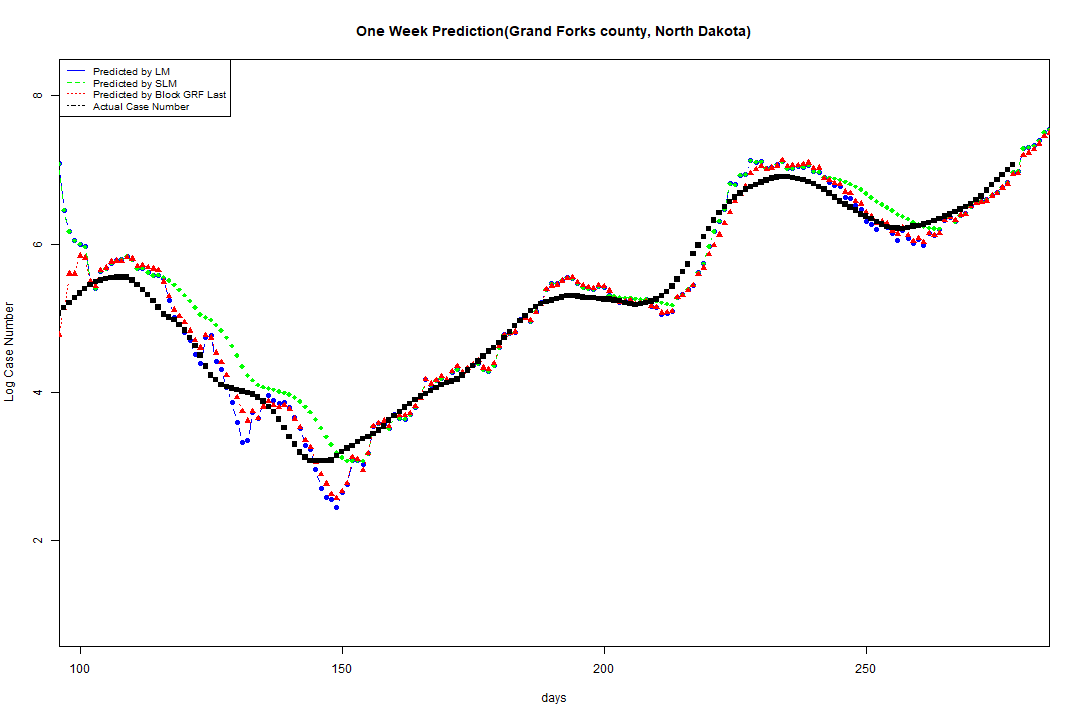 One Week Prediction(Grand Forks county, North Dakota)
Predicted by LM
Predicted by SLM
Predicted by Block GRF Last
Actual Case Number
8
6
4
2
Log Case Number
100
150
200
250
days